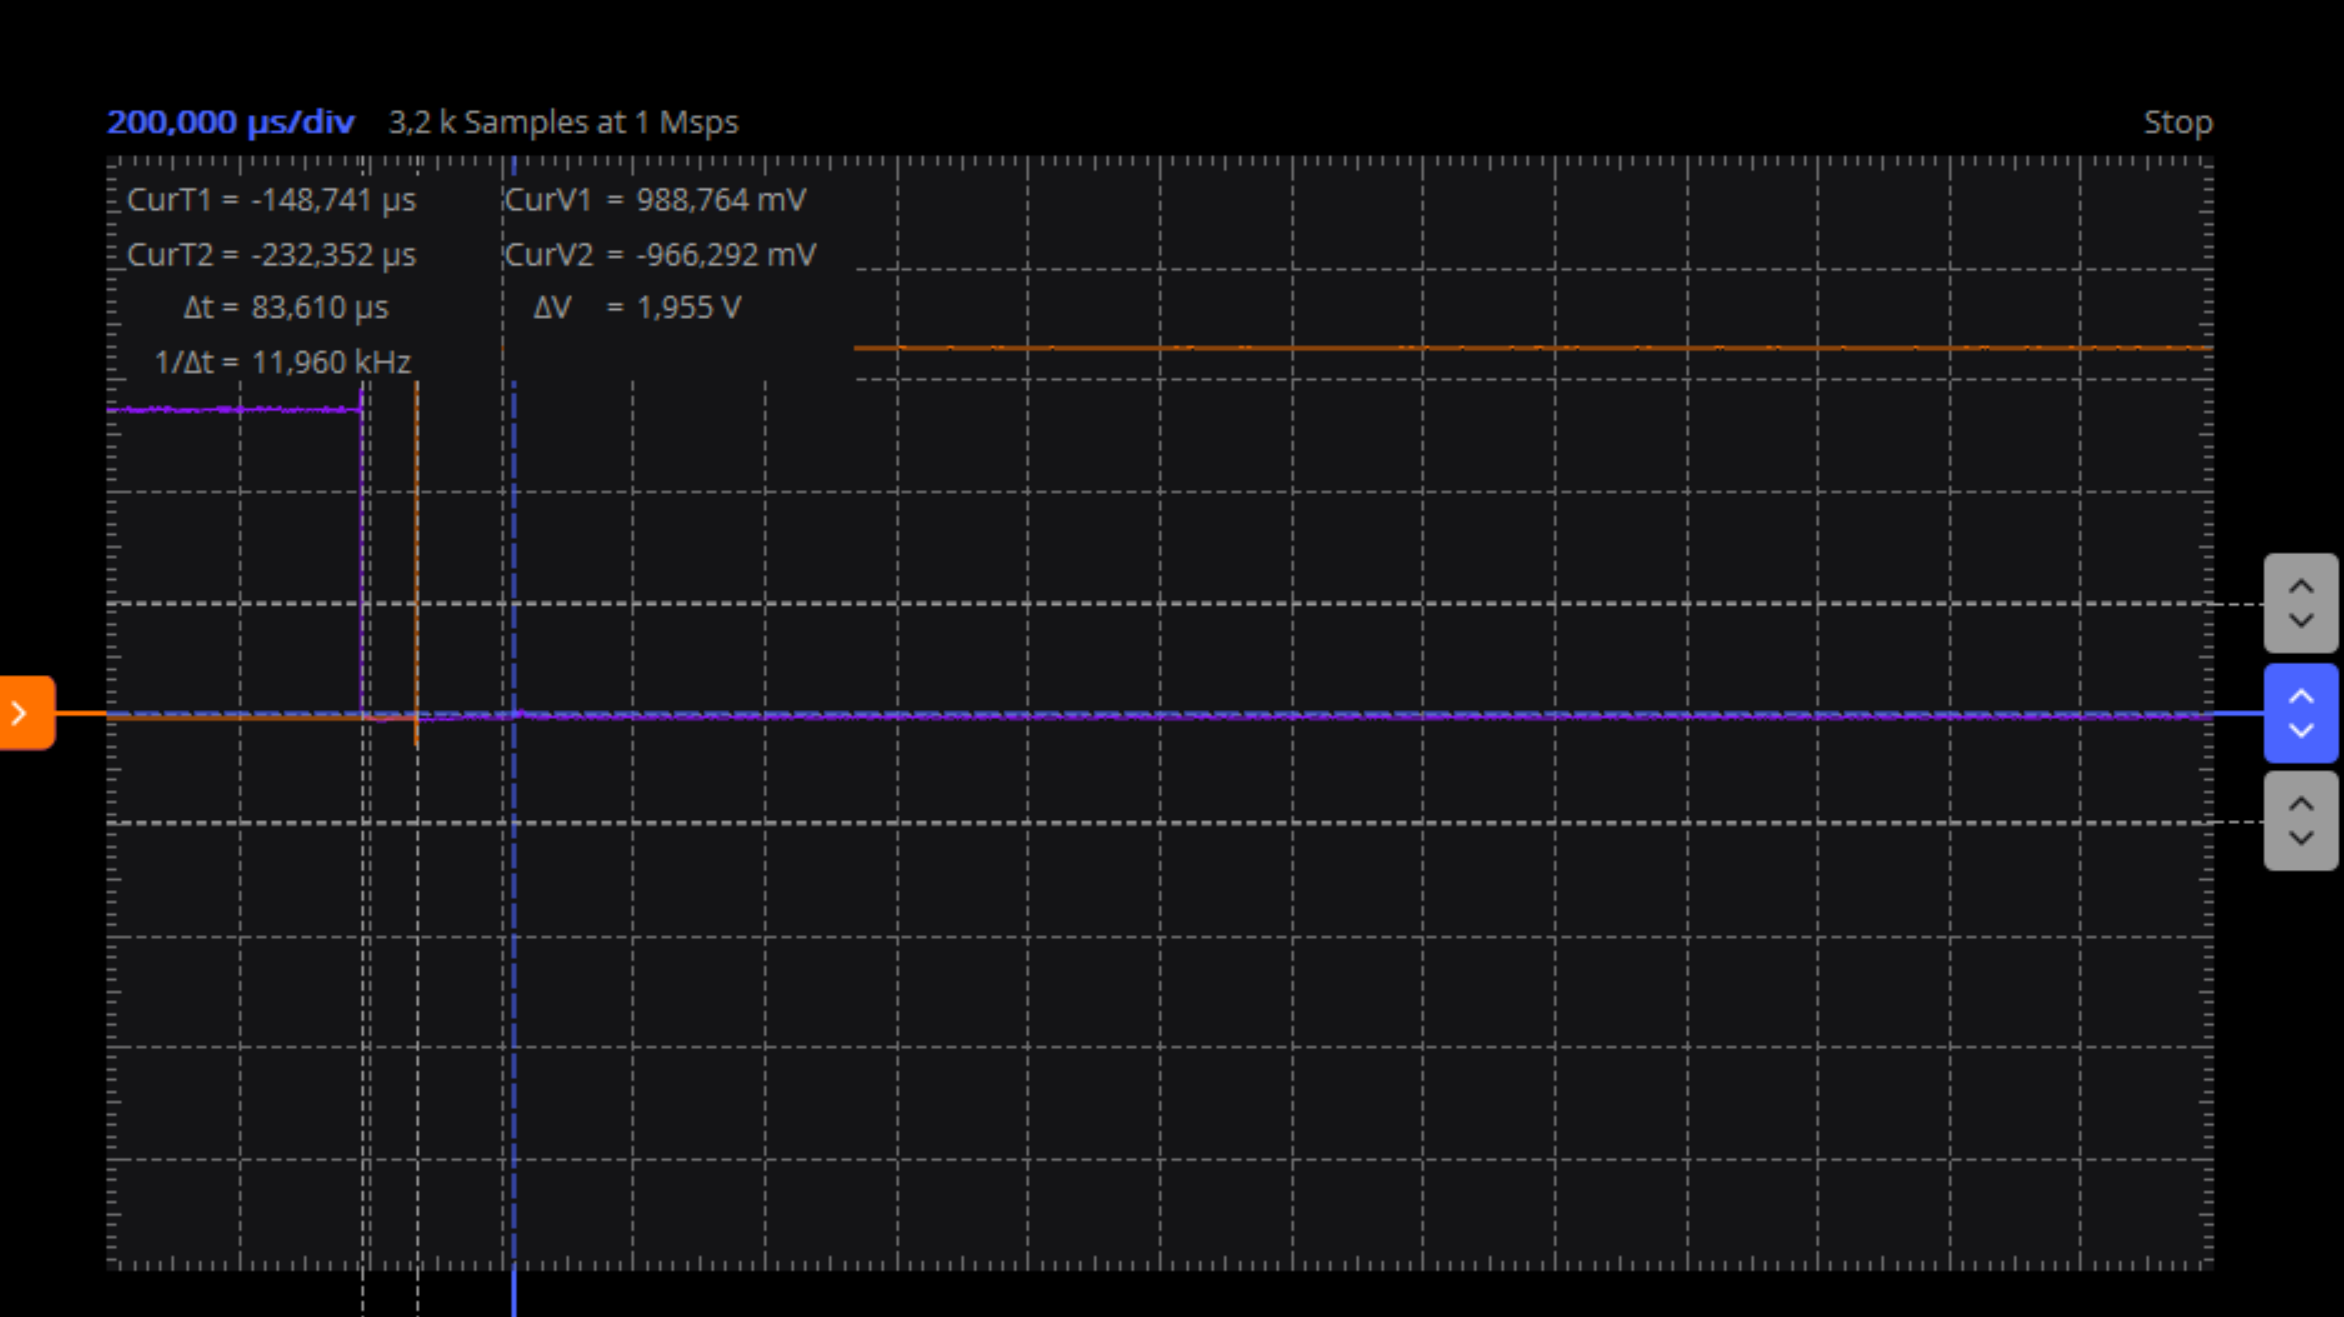 200,000 µs/div 3,2 k Samples at 1 Msps Stop
CurT1 = -148,741 µs CurV1 = 988,764 mV
CurT2 = -232,352 µs CurV2 = -966,292 mV
Δt = 83,610 µs ΔV = 1,955 V
1/Δt = 11,960 kHz